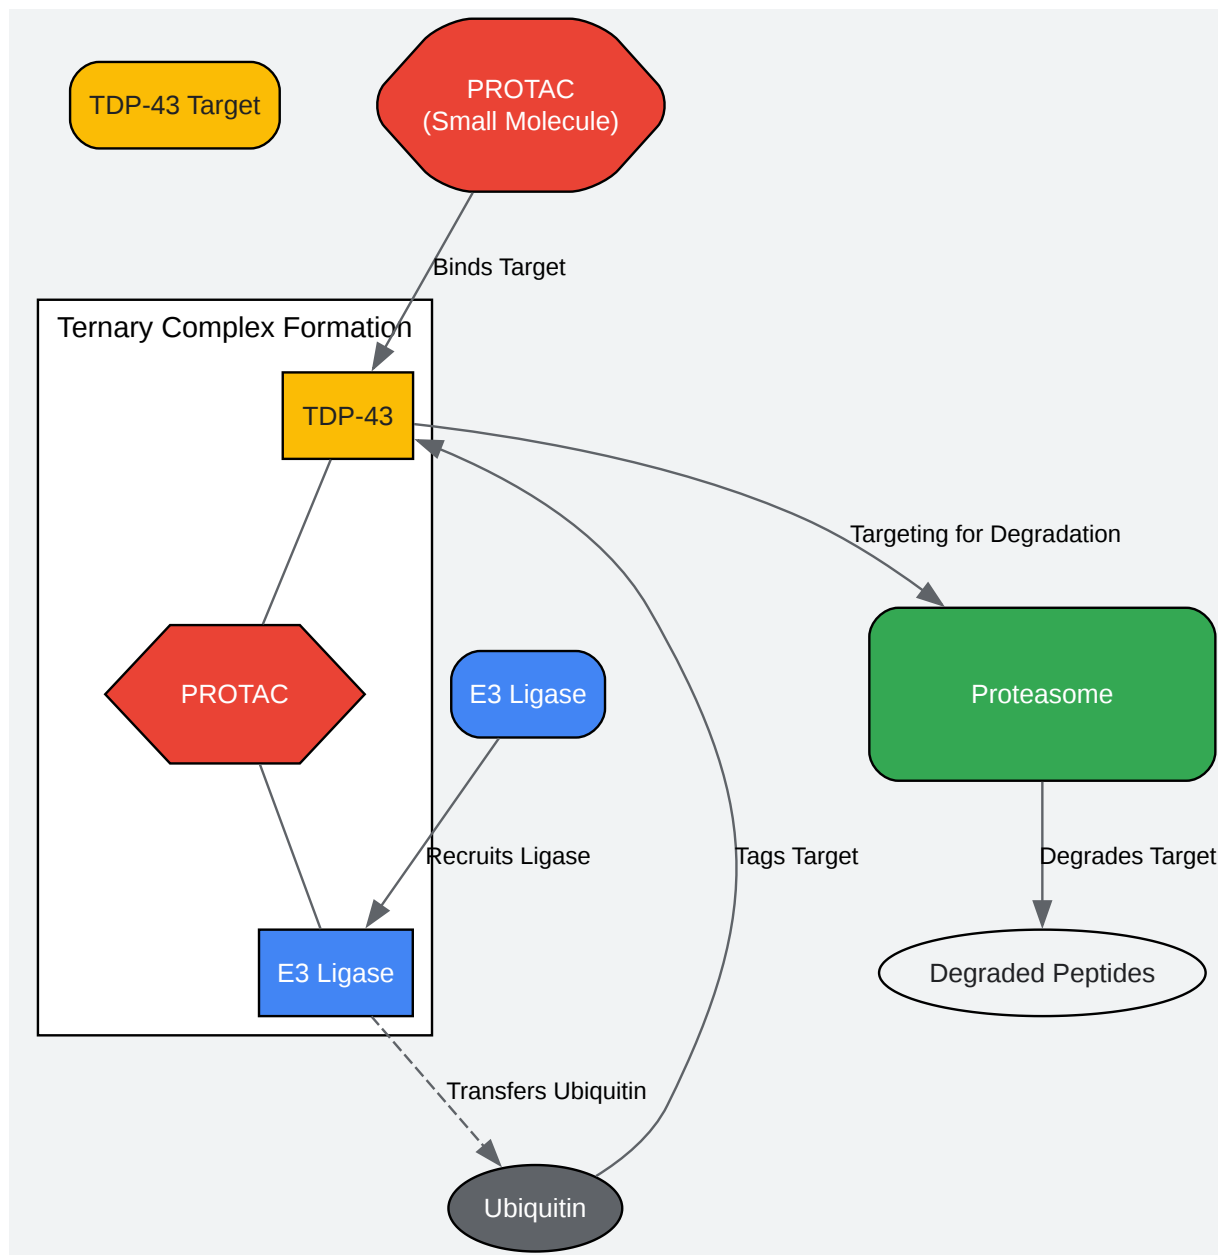 TDP-43 Target
PROTAC
(Small Molecule)
Binds Target
Ternary Complex Formation
TDP-43
Targeting for Degradation
PROTAC
E3 Ligase
Proteasome
Recruits Ligase
Tags Target
Degrades Target
E3 Ligase
Degraded Peptides
Transfers Ubiquitin
Ubiquitin